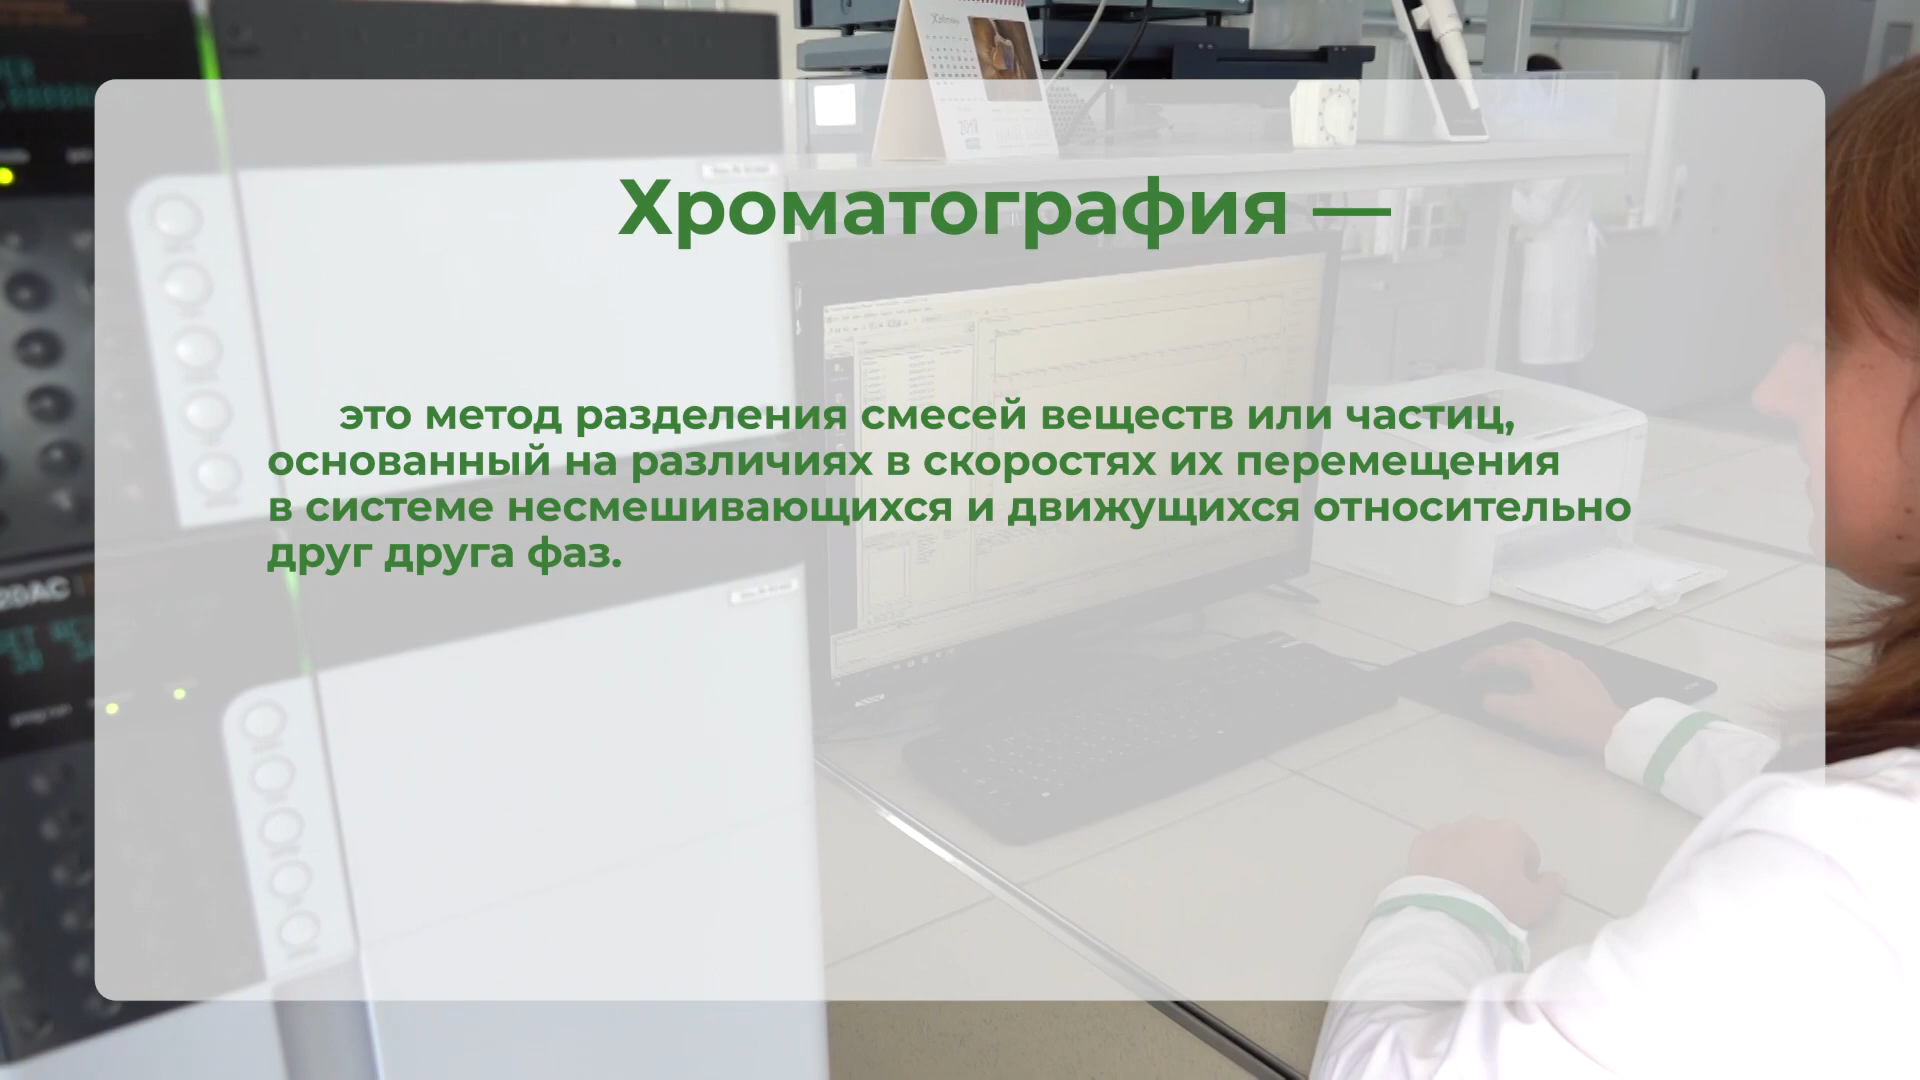 Хроматография —
это метод разделения смесей веществ или частиц,
основанный на различиях в скоростях их перемещения
в системе несмешивающихся и движущихся относительно
друг друга фаз.